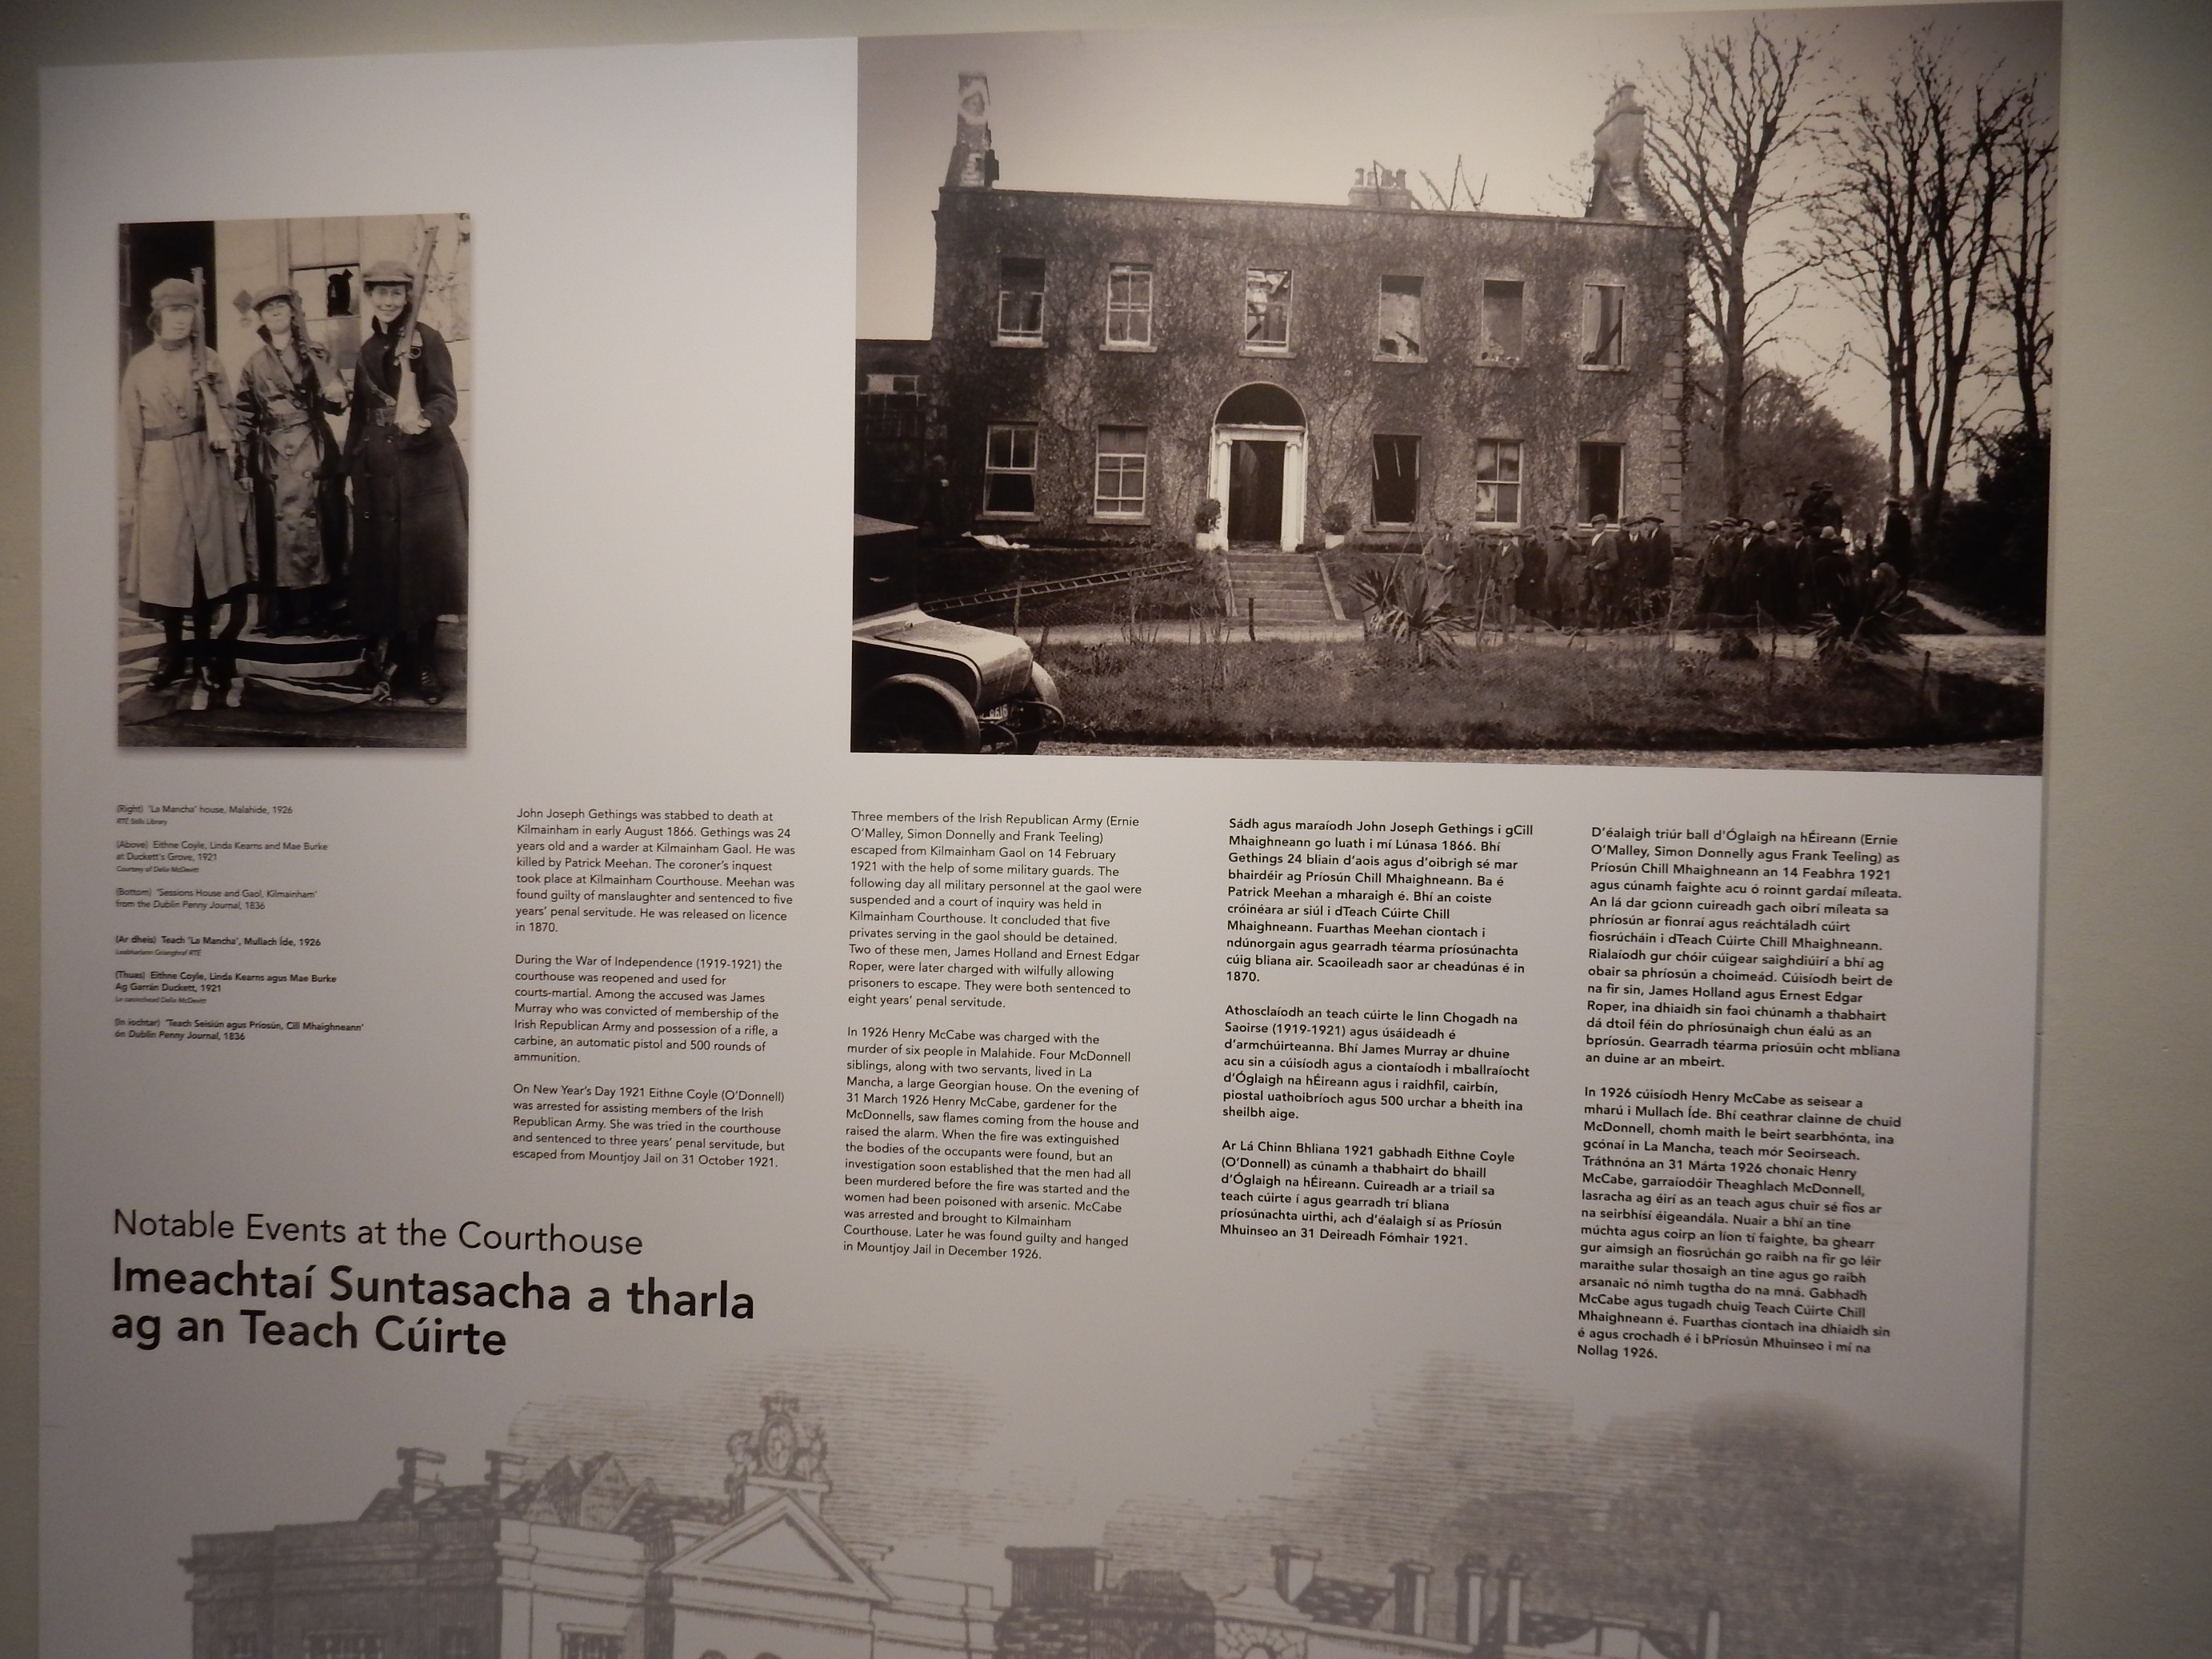 (Right) 'La Mancha' house, Malahide, 1926
RTÉ Stills Library
(Above) Eithne Coyle, Linda Kearns and Mae Burke
at Duckett's Grove, 1921
Courtesy of Delia McDevitt
(Bottom) 'Sessions House and Gaol, Kilmainham'
from the Dublin Penny Journal, 1836
(Ar dheis) Teach 'La Mancha', Mullach Íde, 1926
Leabharlann Grianghraf RTÉ
(Thuas) Eithne Coyle, Linda Kearns agus Mae Burke
Ag Garrán Duckett, 1921
Le caoinchead Delia McDevitt
(In íochtar) 'Teach Seisiún agus Príosún, Cill Mhaighneann'
ón Dublin Penny Journal, 1836
John Joseph Gethings was stabbed to death at
Kilmainham in early August 1866. Gethings was 24
years old and a warder at Kilmainham Gaol. He was
killed by Patrick Meehan. The coroner's inquest
took place at Kilmainham Courthouse. Meehan was
found guilty of manslaughter and sentenced to five
years' penal servitude. He was released on licence
in 1870.
During the War of Independence (1919-1921) the
courthouse was reopened and used for
courts-martial. Among the accused was James
Murray who was convicted of membership of the
Irish Republican Army and possession of a rifle, a
carbine, an automatic pistol and 500 rounds of
ammunition.
On New Year's Day 1921 Eithne Coyle (O'Donnell)
was arrested for assisting members of the Irish
Republican Army. She was tried in the courthouse
and sentenced to three years' penal servitude, but
escaped from Mountjoy Jail on 31 October 1921.
Three members of the Irish Republican Army (Ernie
O'Malley, Simon Donnelly and Frank Teeling)
escaped from Kilmainham Gaol on 14 February
1921 with the help of some military guards. The
following day all military personnel at the gaol were
suspended and a court of inquiry was held in
Kilmainham Courthouse. It concluded that five
privates serving in the gaol should be detained.
Two of these men, James Holland and Ernest Edgar
Roper, were later charged with wilfully allowing
prisoners to escape. They were both sentenced to
eight years' penal servitude.
In 1926 Henry McCabe was charged with the
murder of six people in Malahide. Four McDonnell
siblings, along with two servants, lived in La
Mancha, a large Georgian house. On the evening of
31 March 1926 Henry McCabe, gardener for the
McDonnells, saw flames coming from the house and
raised the alarm. When the fire was extinguished
the bodies of the occupants were found, but an
investigation soon established that the men had all
been murdered before the fire was started and the
women had been poisoned with arsenic. McCabe
was arrested and brought to Kilmainham
Courthouse. Later he was found guilty and hanged
in Mountjoy Jail in December 1926.
Sádh agus maraíodh John Joseph Gethings i gCill
Mhaighneann go luath i mí Lúnasa 1866. Bhí
Gethings 24 bliain d'aois agus d'oibrigh sé mar
bhairdéir ag Príosún Chill Mhaighneann. Ba é
Patrick Meehan a mharaigh é. Bhí an coiste
cróinéara ar siúl i dTeach Cúirte Chill
Mhaighneann. Fuarthas Meehan ciontach i
ndúnorgain agus gearradh téarma príosúnachta
cúig bliana air. Scaoileadh saor ar cheadúnas é in
1870.
Athosclaíodh an teach cúirte le linn Chogadh na
Saoirse (1919-1921) agus úsáideadh é
d'armchúirteanna. Bhí James Murray ar dhuine
acu sin a cúisíodh agus a ciontaíodh i mballraíocht
d'Óglaigh na hÉireann agus i raidhfil, cairbín,
piostal uathoibríoch agus 500 urchar a bheith ina
sheilbh aige.
Ar Lá Chinn Bhliana 1921 gabhadh Eithne Coyle
(O'Donnell) as cúnamh a thabhairt do bhaill
d'Óglaigh na hÉireann. Cuireadh ar a triail sa
teach cúirte í agus gearradh trí bliana
príosúnachta uirthi, ach d'éalaigh sí as Príosún
Mhuinseo an 31 Deireadh Fómhair 1921.
D'éalaigh triúr ball d'Óglaigh na hÉireann (Ernie
O'Malley, Simon Donnelly agus Frank Teeling) as
Príosún Chill Mhaighneann an 14 Feabhra 1921
agus cúnamh faighte acu ó roinnt gardaí míleata.
An lá dar gcionn cuireadh gach oibrí míleata sa
phríosún ar fionraí agus reáchtáladh cúirt
fiosrúcháin i dTeach Cúirte Chill Mhaighneann.
Rialaíodh gur chóir cúigear saighdiúirí a bhí ag
obair sa phríosún a choimeád. Cúisíodh beirt de
na fir sin, James Holland agus Ernest Edgar
Roper, ina dhiaidh sin faoi chúnamh a thabhairt
dá dtoil féin do phríosúnaigh chun éalú as an
bpríosún. Gearradh téarma príosúin ocht mbliana
an duine ar an mbeirt.
In 1926 cúisíodh Henry McCabe as seisear a
mharú i Mullach Íde. Bhí ceathrar clainne de chuid
McDonnell, chomh maith le beirt searbhónta, ina
gcónaí in La Mancha, teach mór Seoirseach.
Tráthnóna an 31 Márta 1926 chonaic Henry
McCabe, garraíodóir Theaghlach McDonnell,
lasracha ag éirí as an teach agus chuir sé fios ar
na seirbhísí éigeandála. Nuair a bhí an tine
múchta agus coirp an líon tí faighte, ba ghearr
gur aimsigh an fiosrúchán go raibh na fir go léir
maraithe sular thosaigh an tine agus go raibh
arsanaic nó nimh tugtha do na mná. Gabhadh
McCabe agus tugadh chuig Teach Cúirte Chill
Mhaighneann é. Fuarthas ciontach ina dhiaidh sin
é agus crochadh é i bPríosún Mhuinseo i mí na
Nollag 1926.
Notable Events at the Courthouse
Imeachtaí Suntasacha a tharla
ag an Teach Cúirte